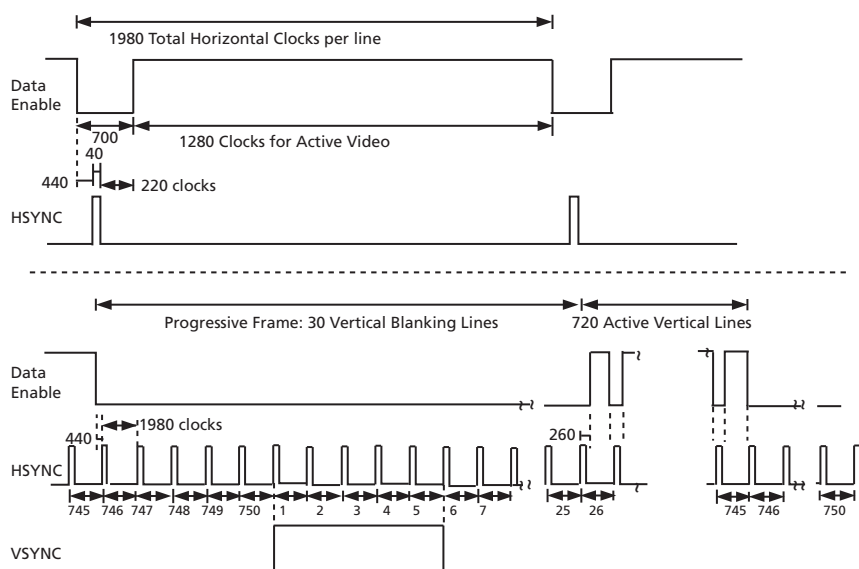 1980 Total Horizontal Clocks per line
Data
Enable
700
1280 Clocks for Active Video
40
440
220 clocks
HSYNC
Progressive Frame: 30 Vertical Blanking Lines
720 Active Vertical Lines
Data
Enable
1980 clocks
440
260
HSYNC
745 746 747 748 749 750 1 2 3 4 5 6 7 25 26 745 746 750
VSYNC